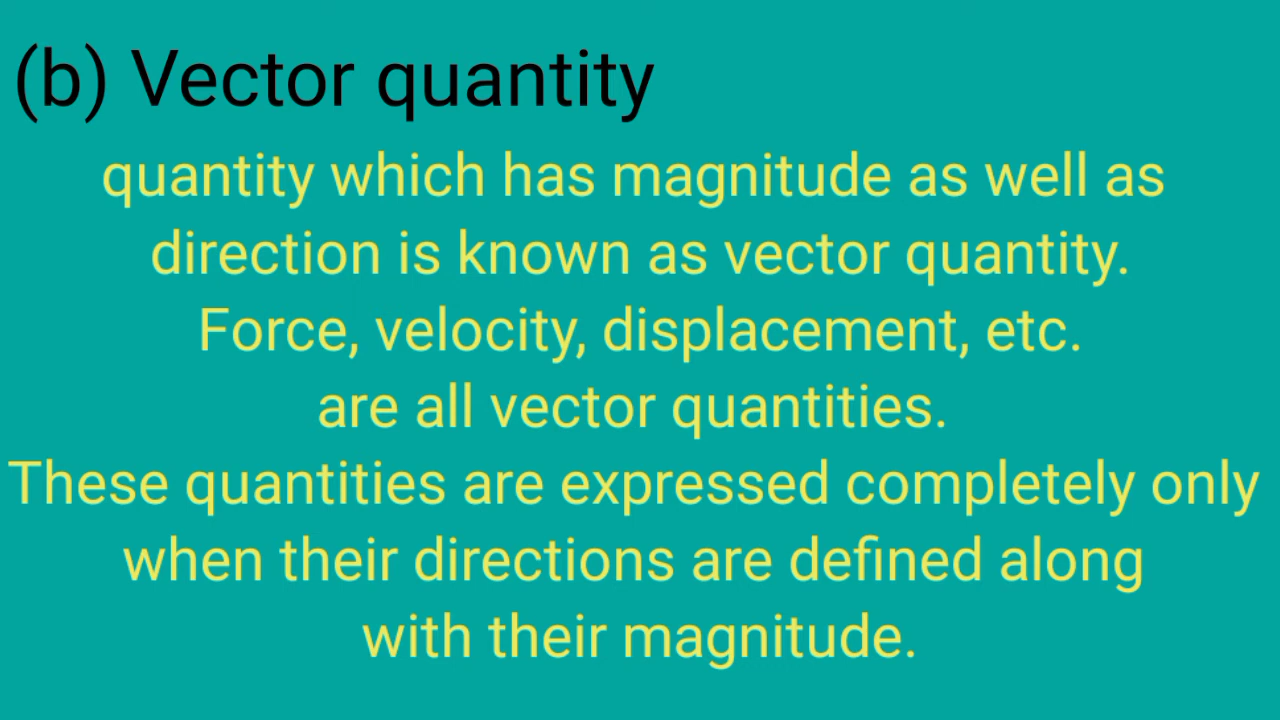 (b) Vector quantity
quantity which has magnitude as well as
direction is known as vector quantity.
Force, velocity, displacement, etc.
are all vector quantities.
These quantities are expressed completely only
when their directions are defined along
with their magnitude.